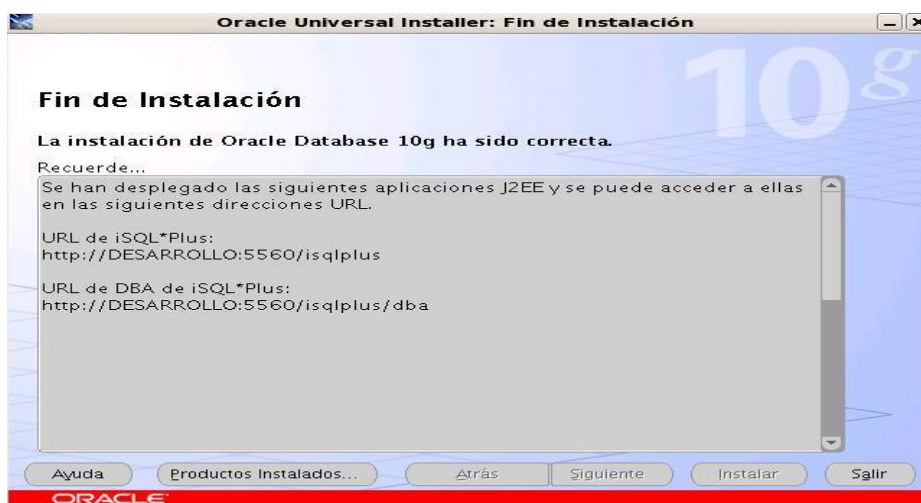 Oracle Universal Installer: Fin de Instalación
10g
Fin de Instalación
La instalación de Oracle Database 10g ha sido correcta.
Recuerde...
Se han desplegado las siguientes aplicaciones J2EE y se puede acceder a ellas
en las siguientes direcciones URL.
URL de iSQL*Plus:
http://DESARROLLO:5560/isqlplus
URL de DBA de iSQL*Plus:
http://DESARROLLO:5560/isqlplus/dba
Ayuda
Productos Instalados...
Atrás
Siguiente
Instalar
Salir
ORACLE